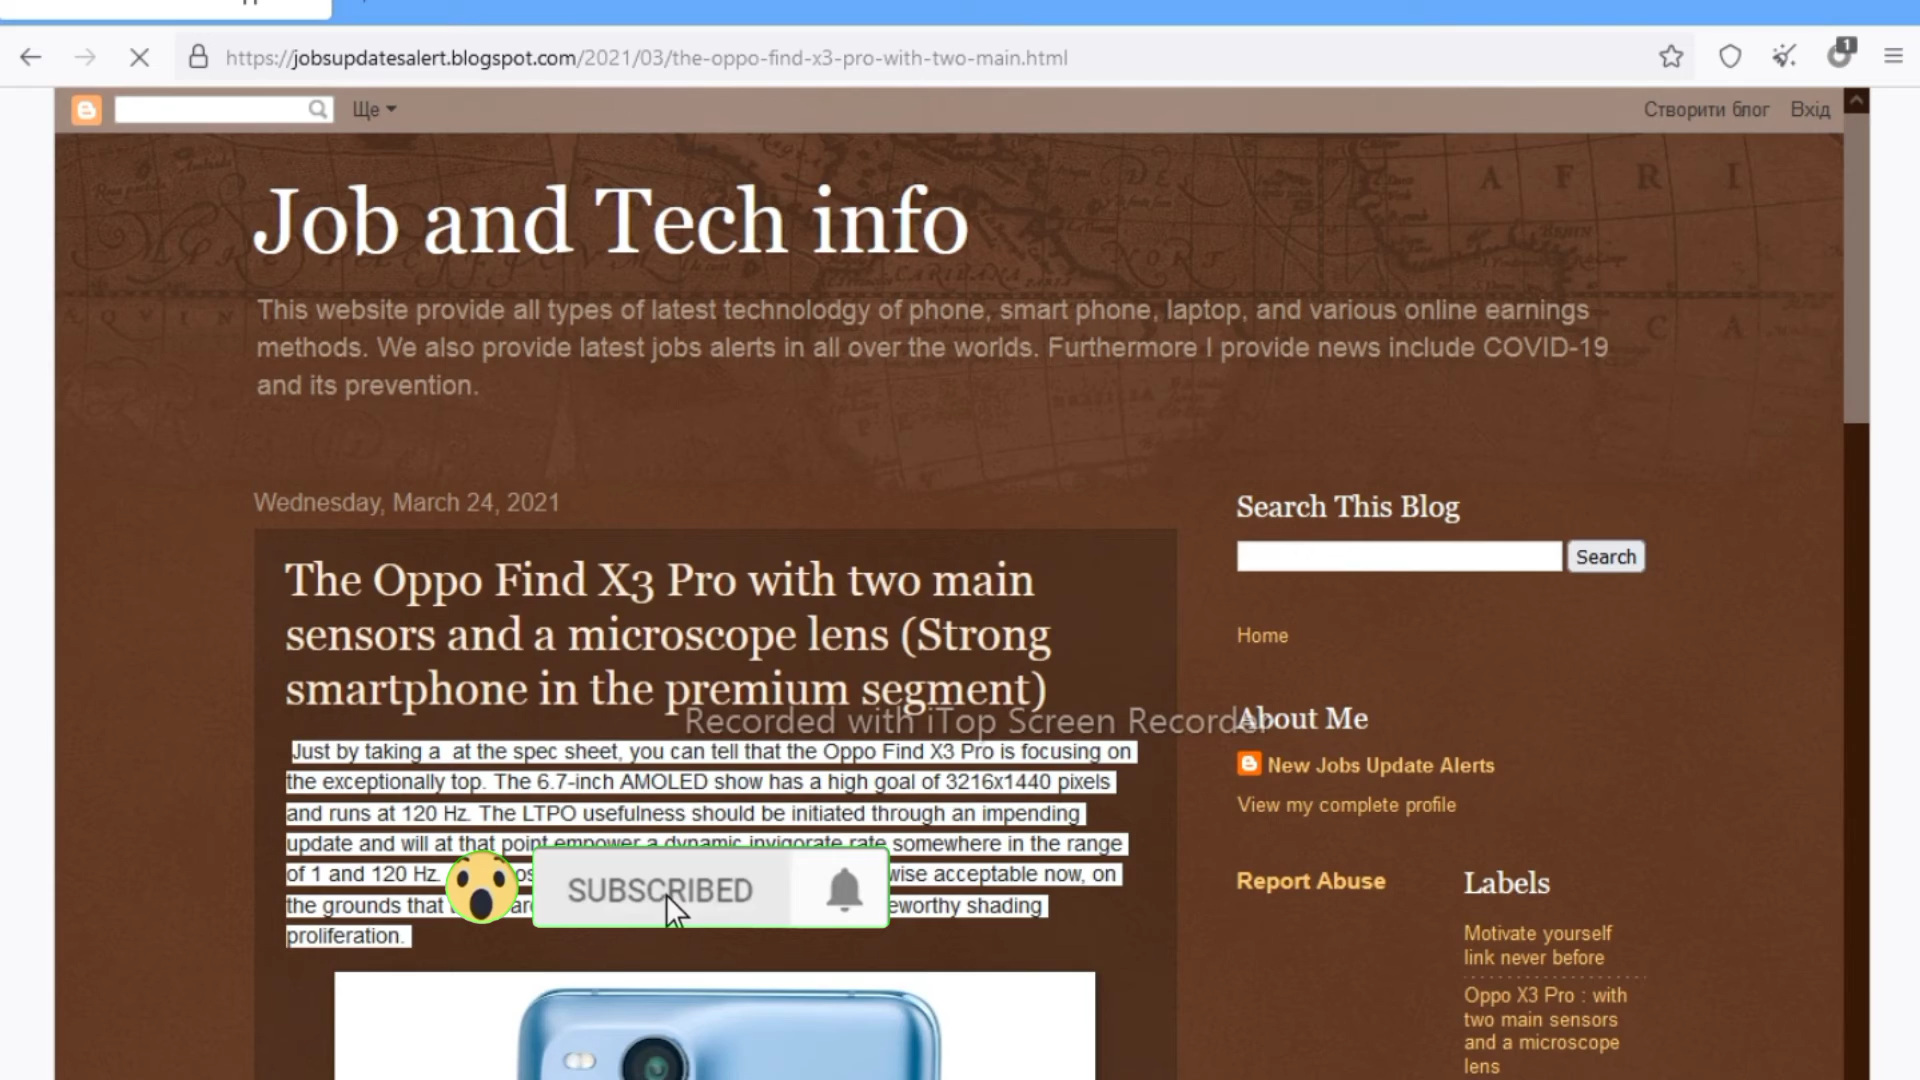 https://jobsupdatesalert.blogspot.com/2021/03/the-oppo-find-x3-pro-with-two-main.html
1
Ще
Створити блог Вхід
Job and Tech info
This website provide all types of latest technolodgy of phone, smart phone, laptop, and various online earnings
methods. We also provide latest jobs alerts in all over the worlds. Furthermore I provide news include COVID-19
and its prevention.
Wednesday, March 24, 2021
The Oppo Find X3 Pro with two main
sensors and a microscope lens (Strong
smartphone in the premium segment)
Recorded with iTop Screen Recorder
Just by taking a at the spec sheet, you can tell that the Oppo Find X3 Pro is focusing on
the exceptionally top. The 6.7-inch AMOLED show has a high goal of 3216x1440 pixels
and runs at 120 Hz. The LTPO usefulness should be initiated through an impending
update and will at that point empower a dynamic invigorate rate somewhere in the range
of 1 and 120 Hz. acceptable now, on
the grounds that shading
proliferation.
SUBSCRIBED
Search This Blog
Search
Home
About Me
New Jobs Update Alerts
View my complete profile
Report Abuse
Labels
Motivate yourself
link never before
Oppo X3 Pro : with
two main sensors
and a microscope
lens